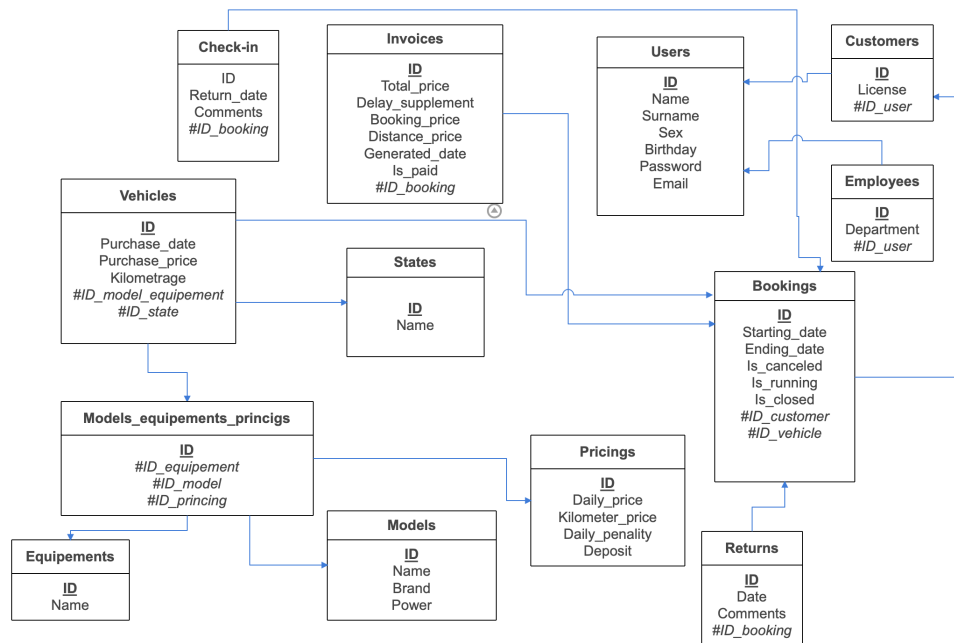 Check-in
ID
Return_date
Comments
#ID_booking
Invoices
ID
Total_price
Delay_supplement
Booking_price
Distance_price
Generated_date
Is_paid
#ID_booking
Users
ID
Name
Surname
Sex
Birthday
Password
Email
Customers
ID
License
#ID_user
Employees
ID
Department
#ID_user
Vehicles
ID
Purchase_date
Purchase_price
Kilometrage
#ID_model_equipement
#ID_state
States
ID
Name
Bookings
ID
Starting_date
Ending_date
Is_canceled
Is_running
Is_closed
#ID_customer
#ID_vehicle
Models_equipements_princigs
ID
#ID_equipement
#ID_model
#ID_princing
Pricings
ID
Daily_price
Kilometer_price
Daily_penality
Deposit
Equipements
ID
Name
Models
ID
Name
Brand
Power
Returns
ID
Date
Comments
#ID_booking